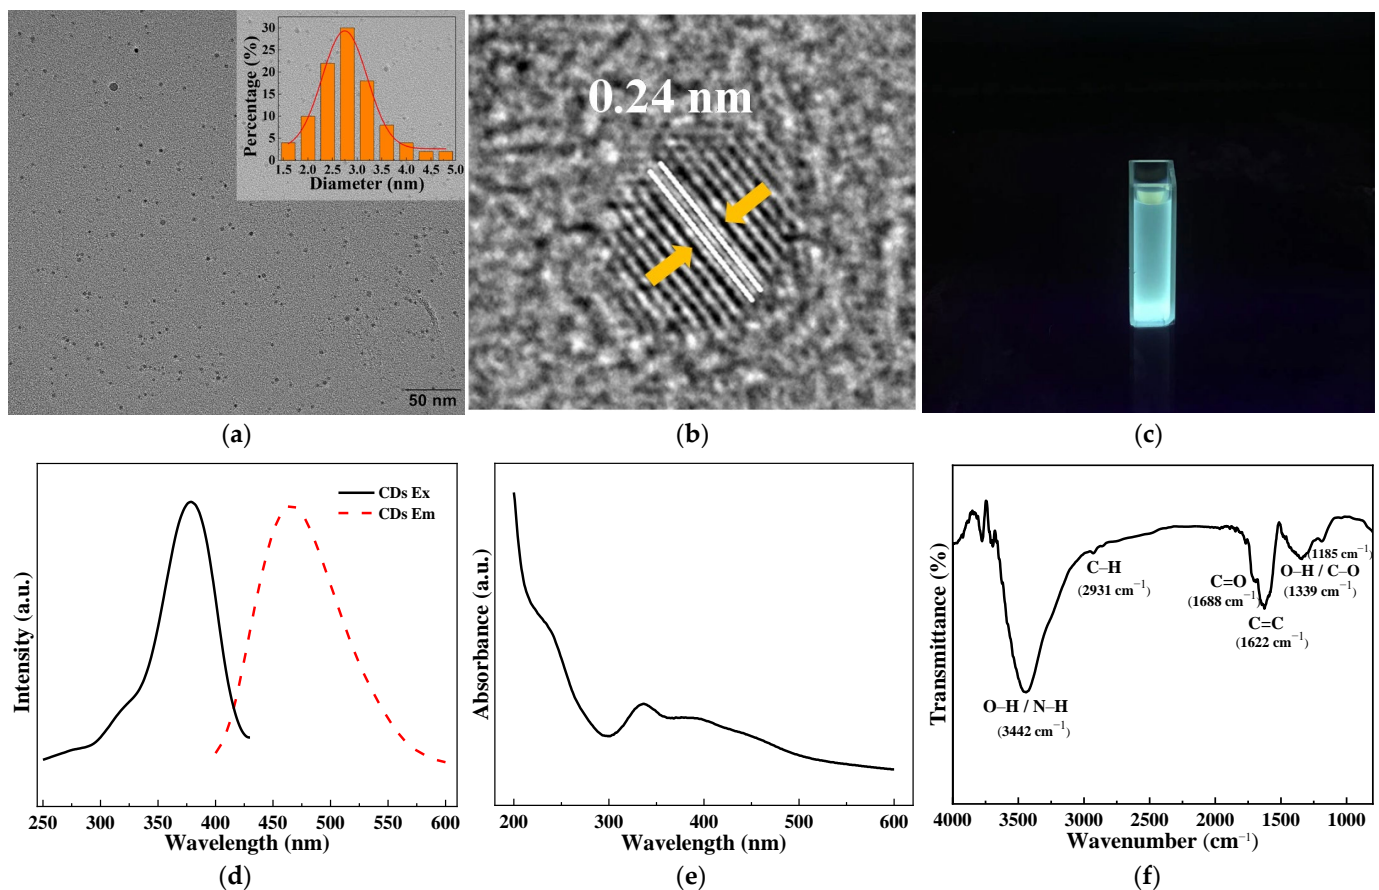 30
25
20
15
10
5
0
Percentage (%)
1.5 2.0 2.5 3.0 3.5 4.0 4.5 5.0
Diameter (nm)
50 nm
(a)
0.24 nm
(b)
(c)
Intensity (a.u.)
CDs Ex
CDs Em
250 300 350 400 450 500 550 600
Wavelength (nm)
(d)
Absorbance (a.u.)
200 300 400 500 600
Wavelength (nm)
(e)
Transmittance (%)
C–H
(2931 cm⁻¹)
C=O
(1688 cm⁻¹)
C=C
(1622 cm⁻¹)
(1185 cm⁻¹)
O–H / C–O
(1339 cm⁻¹)
O–H / N–H
(3442 cm⁻¹)
4000 3500 3000 2500 2000 1500 1000
Wavenumber (cm⁻¹)
(f)